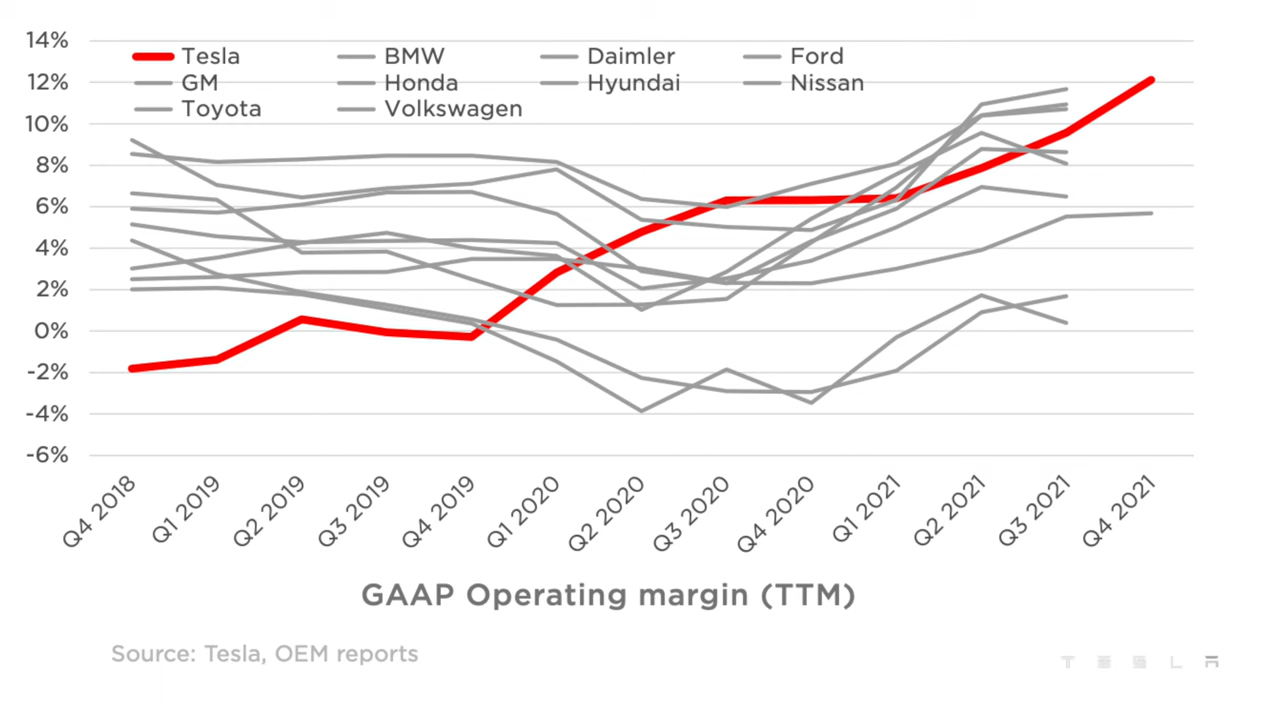 14%
Tesla BMW Daimler Ford
12%
GM Honda Hyundai Nissan
Toyota Volkswagen
10%
8%
6%
4%
2%
0%
-2%
-4%
-6%
Q4 2018 Q1 2019 Q2 2019 Q3 2019 Q4 2019 Q1 2020 Q2 2020 Q3 2020 Q4 2020 Q1 2021 Q2 2021 Q3 2021 Q4 2021
GAAP Operating margin (TTM)
Source: Tesla, OEM reports
TESLA